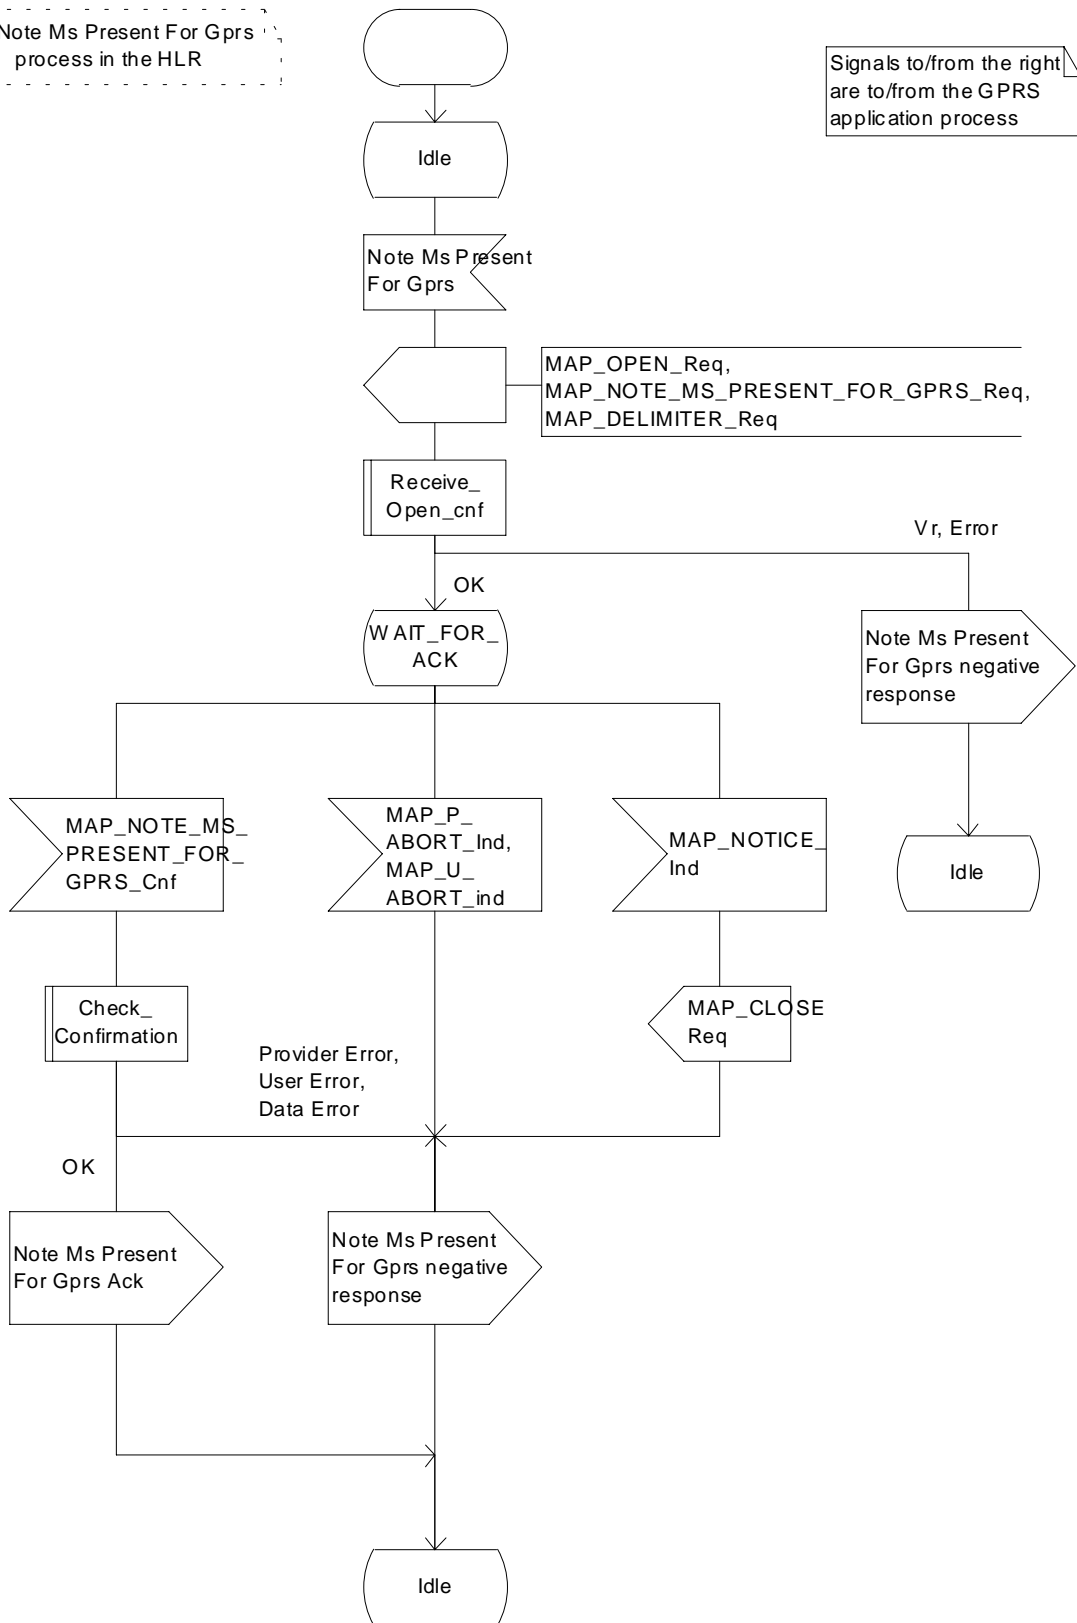 Note Ms Present For Gprs
process in the HLR
Signals to/from the right
are to/from the GPRS
application process
Idle
Note Ms Present
For Gprs
MAP_OPEN_Req,
MAP_NOTE_MS_PRESENT_FOR_GPRS_Req,
MAP_DELIMITER_Req
Receive_
Open_cnf
Vr, Error
OK
WAIT_FOR_
ACK
Note Ms Present
For Gprs negative
response
MAP_NOTE_MS_
PRESENT_FOR_
GPRS_Cnf
MAP_P_
ABORT_Ind,
MAP_U_
ABORT_ind
MAP_NOTICE_
Ind
Idle
Check_
Confirmation
MAP_CLOSE
Req
Provider Error,
User Error,
Data Error
OK
Note Ms Present
For Gprs Ack
Note Ms Present
For Gprs negative
response
Idle